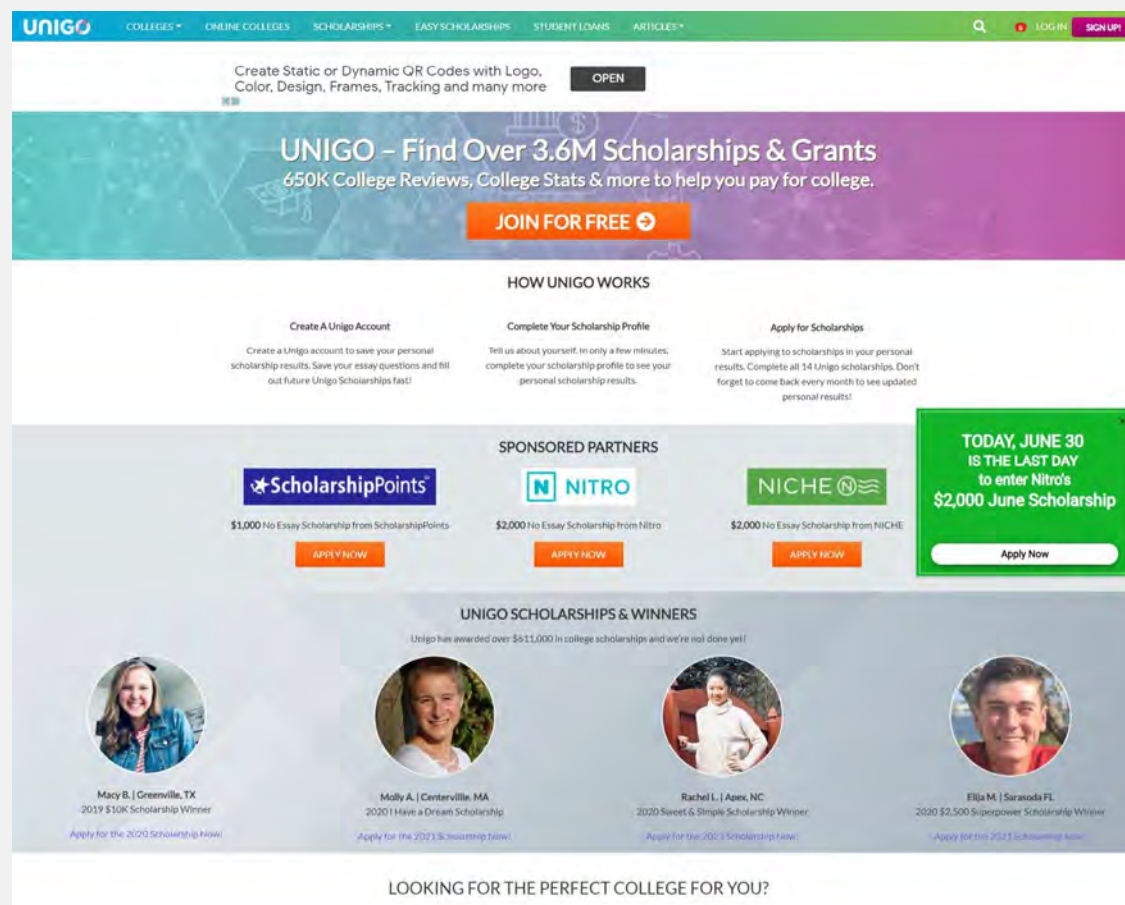 UNIGO
COLLEGES
ONLINE COLLEGES
SCHOLARSHIPS
EASY SCHOLARSHIPS
STUDENT LOANS
ARTICLES
LOG IN
SIGN UP!
Create Static or Dynamic QR Codes with Logo,
Color, Design, Frames, Tracking and many more
OPEN
UNIGO – Find Over 3.6M Scholarships & Grants
650K College Reviews, College Stats & more to help you pay for college.
JOIN FOR FREE
HOW UNIGO WORKS
Create A Unigo Account
Create a Unigo account to save your personal
scholarship results. Save your essay questions and fill
out future Unigo Scholarships fast!
Complete Your Scholarship Profile
Tell us about yourself. In only a few minutes,
complete your scholarship profile to see your
personal scholarship results.
Apply for Scholarships
Start applying to scholarships in your personal
results. Complete all 14 Unigo scholarships. Don't
forget to come back every month to see updated
personal results!
TODAY, JUNE 30
IS THE LAST DAY
to enter Nitro's
$2,000 June Scholarship
Apply Now
SPONSORED PARTNERS
ScholarshipPoints
$1,000 No Essay Scholarship from ScholarshipPoints
APPLY NOW
N NITRO
$2,000 No Essay Scholarship from Nitro
APPLY NOW
NICHE N
$2,000 No Essay Scholarship from NICHE
APPLY NOW
UNIGO SCHOLARSHIPS & WINNERS
Unigo has awarded over $611,000 in college scholarships and we're not done yet!
Macy B. | Greenville, TX
2019 $10K Scholarship Winner
Apply for the 2020 Scholarship Now!
Molly A. | Centerville, MA
2020 I Have a Dream Scholarship
Apply for the 2021 Scholarship Now!
Rachel L. | Apex, NC
2020 Sweet & Simple Scholarship Winner
Apply for the 2021 Scholarship Now!
Elija M. | Sarasoda FL
2020 $2,500 Superpower Scholarship Winner
Apply for the 2021 Scholarship Now!
LOOKING FOR THE PERFECT COLLEGE FOR YOU?